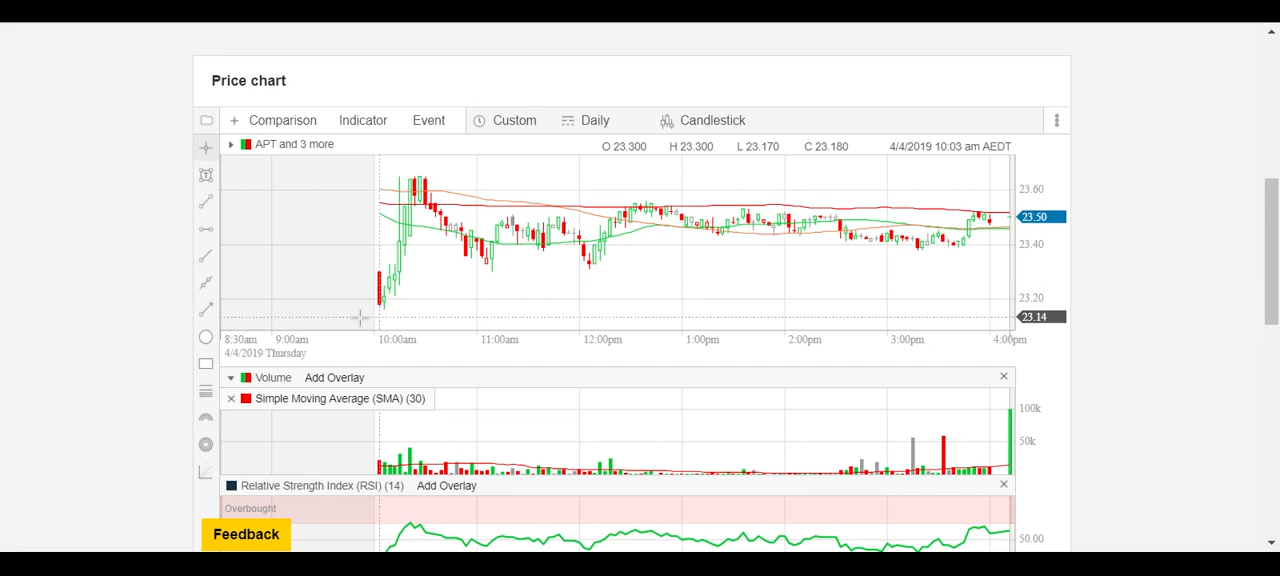 Price chart
+ Comparison Indicator Event Custom Daily Candlestick
APT and 3 more O 23.300 H 23.300 L 23.170 C 23.180 4/4/2019 10:03 am AEDT
23.60
23.50
23.40
23.20
23.14
8:30am 9:00am 10:00am 11:00am 12:00pm 1:00pm 2:00pm 3:00pm 4:00pm
4/4/2019 Thursday
Volume Add Overlay
Simple Moving Average (SMA) (30)
100k
50k
Relative Strength Index (RSI) (14) Add Overlay
Overbought
Feedback
50.00